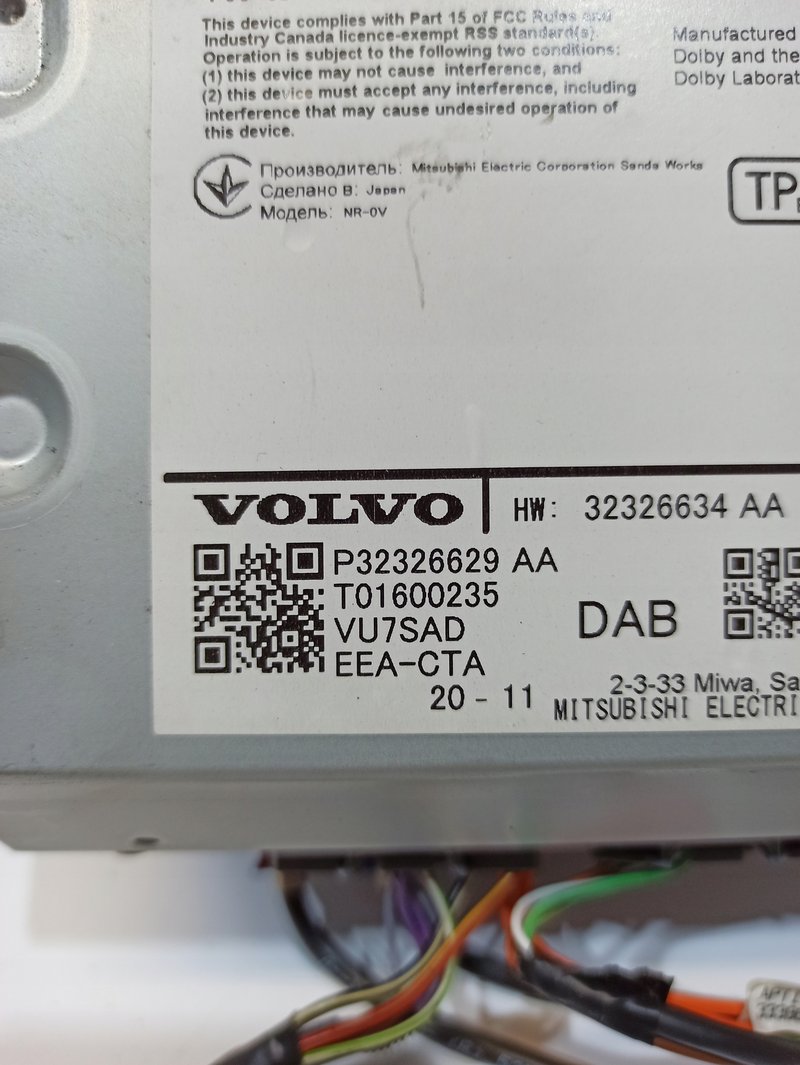 This device complies with Part 15 of FCC Rules and
Industry Canada licence-exempt RSS standard(s).
Operation is subject to the following two conditions:
(1) this device may not cause interference, and
(2) this device must accept any interference, including
interference that may cause undesired operation of
this device.
Manufactured
Dolby and the
Dolby Laborat
Производитель: Mitsubishi Electric Corporation Sanda Works
Сделано в: Japan
Модель: NR-0V
TP
VOLVO
HW: 32326634 AA
P32326629 AA
T01600235
VU7SAD
EEA-CTA
20 - 11
DAB
2-3-33 Miwa, Sa
MITSUBISHI ELECTRI